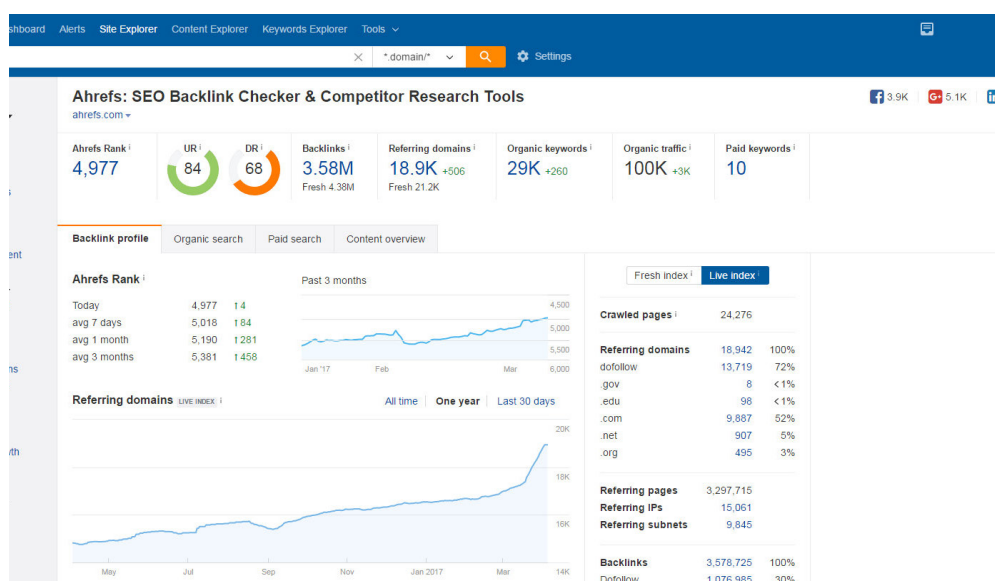 shboard Alerts Site Explorer Content Explorer Keywords Explorer Tools
*.domain/* Settings
Ahrefs: SEO Backlink Checker & Competitor Research Tools
ahrefs.com
3.9K G+ 5.1K in
Ahrefs Rank i UR i DR i Backlinks i Referring domains i Organic keywords i Organic traffic i Paid keywords i
4,977 84 68 3.58M 18.9K +506 29K +260 100K +3K 10
Fresh 4.38M Fresh 21.2K
s
Backlink profile Organic search Paid search Content overview
ent
Ahrefs Rank i Past 3 months
Today 4,977 ↑4
avg 7 days 5,018 ↑84
avg 1 month 5,190 ↑281
avg 3 months 5,381 ↑458
4,500
5,000
5,500
6,000
Jan '17 Feb Mar
ns
Referring domains LIVE INDEX i All time One year Last 30 days
20K
18K
16K
14K
May Jul Sep Nov Jan 2017 Mar
wth
Fresh index i Live index i
Crawled pages i 24,276
Referring domains 18,942 100%
dofollow 13,719 72%
.gov 8 <1%
.edu 98 <1%
.com 9,887 52%
.net 907 5%
.org 495 3%
Referring pages 3,297,715
Referring IPs 15,061
Referring subnets 9,845
Backlinks 3,578,725 100%
Dofollow 1,076,985 30%